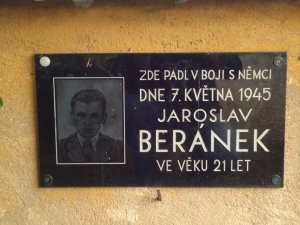 ZDE PADL V BOJI S NĚMCI
DNE 7. KVĚTNA 1945
JAROSLAV
BERÁNEK
VE VĚKU 21 LET